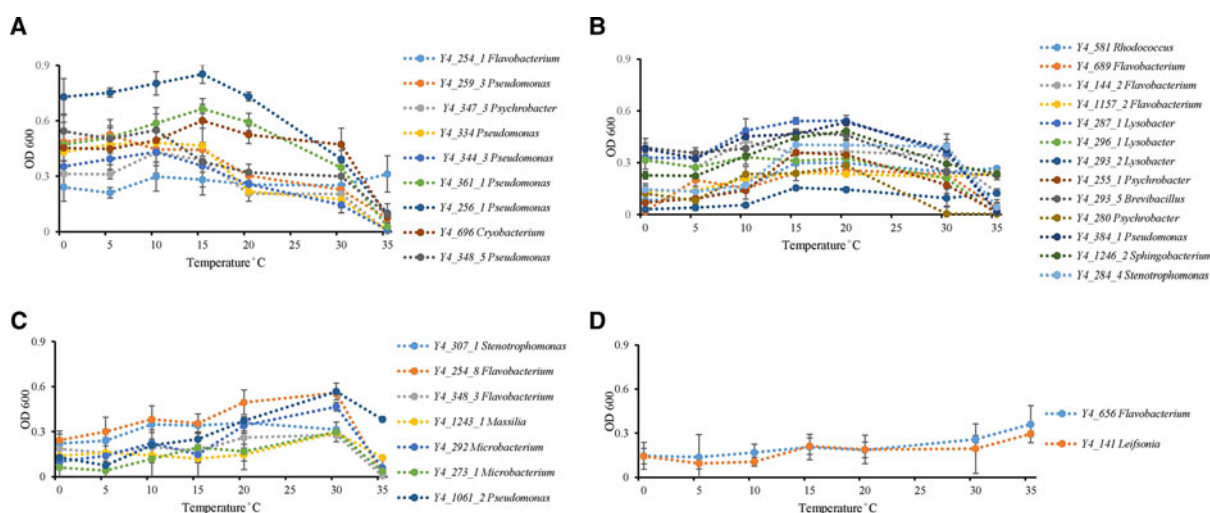 A
0.9
0.6
0.3
0
OD 600
0 5 10 15 20 25 30 35
Temperature˚C
Y4_254_1 Flavobacterium
Y4_259_3 Pseudomonas
Y4_347_3 Psychrobacter
Y4_334 Pseudomonas
Y4_344_3 Pseudomonas
Y4_361_1 Pseudomonas
Y4_256_1 Pseudomonas
Y4_696 Cryobacterium
Y4_348_5 Pseudomonas
B
0.9
0.6
0.3
0
OD 600
0 5 10 15 20 25 30 35
Temperature˚C
Y4_581 Rhodococcus
Y4_689 Flavobacterium
Y4_144_2 Flavobacterium
Y4_1157_2 Flavobacterium
Y4_287_1 Lysobacter
Y4_296_1 Lysobacter
Y4_293_2 Lysobacter
Y4_255_1 Psychrobacter
Y4_293_5 Brevibacillus
Y4_280 Psychrobacter
Y4_384_1 Pseudomonas
Y4_1246_2 Sphingobacterium
Y4_284_4 Stenotrophomonas
C
0.9
0.6
0.3
0
OD 600
0 5 10 15 20 25 30 35
Temperature˚C
Y4_307_1 Stenotrophomonas
Y4_254_8 Flavobacterium
Y4_348_3 Flavobacterium
Y4_1243_1 Massilia
Y4_292 Microbacterium
Y4_273_1 Microbacterium
Y4_1061_2 Pseudomonas
D
0.9
0.6
0.3
0
OD 600
0 5 10 15 20 25 30 35
Temperature˚C
Y4_656 Flavobacterium
Y4_141 Leifsonia